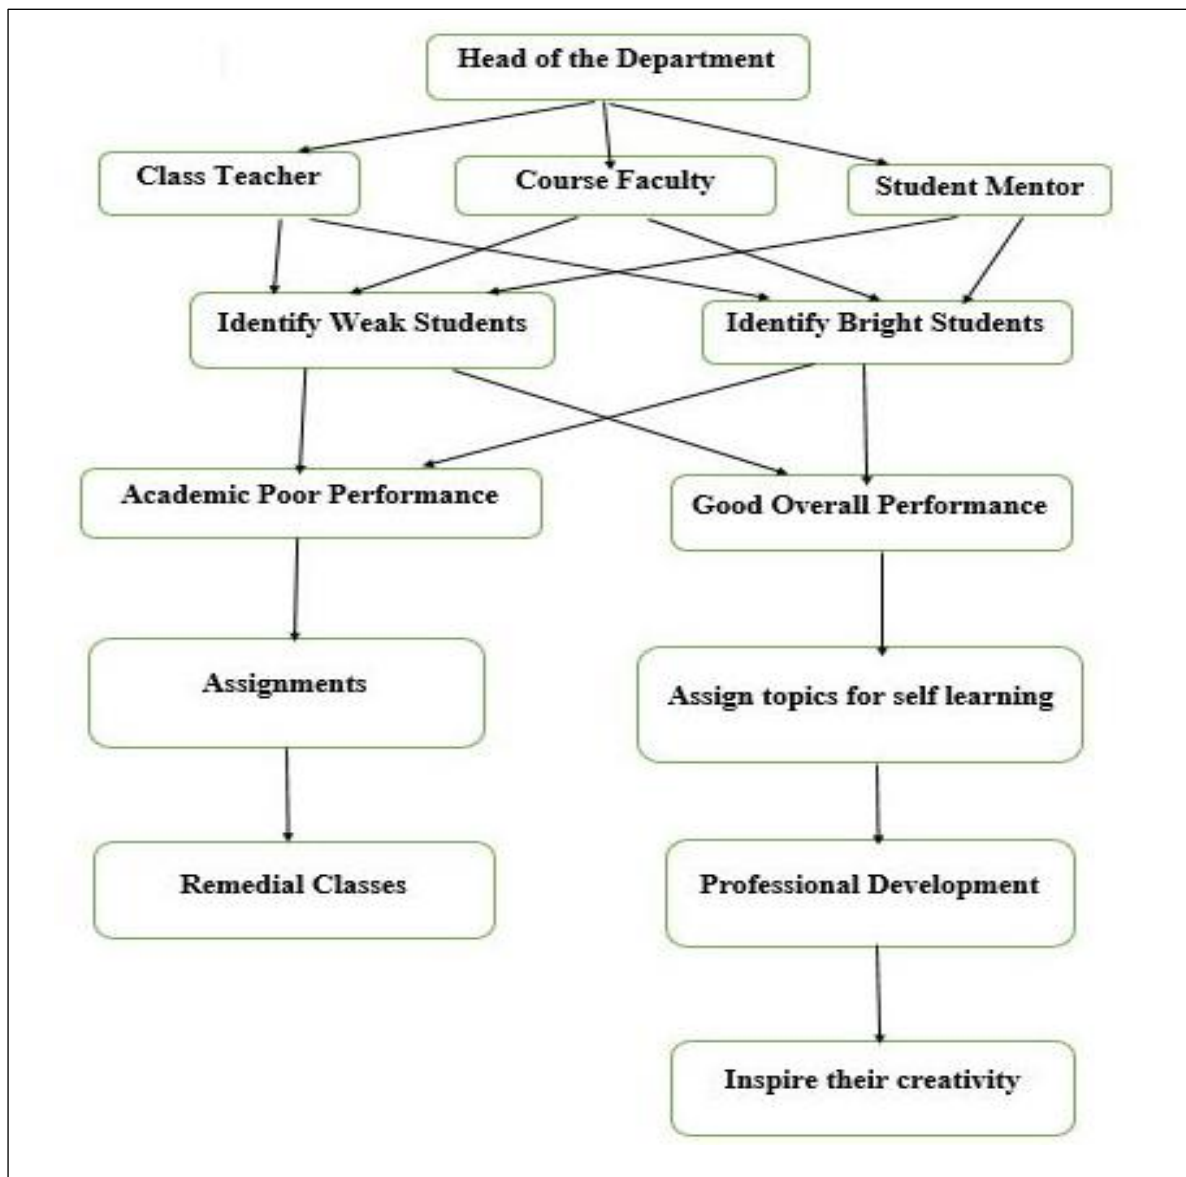 Head of the Department
Class Teacher
Course Faculty
Student Mentor
Identify Weak Students
Identify Bright Students
Academic Poor Performance
Good Overall Performance
Assignments
Assign topics for self learning
Remedial Classes
Professional Development
Inspire their creativity